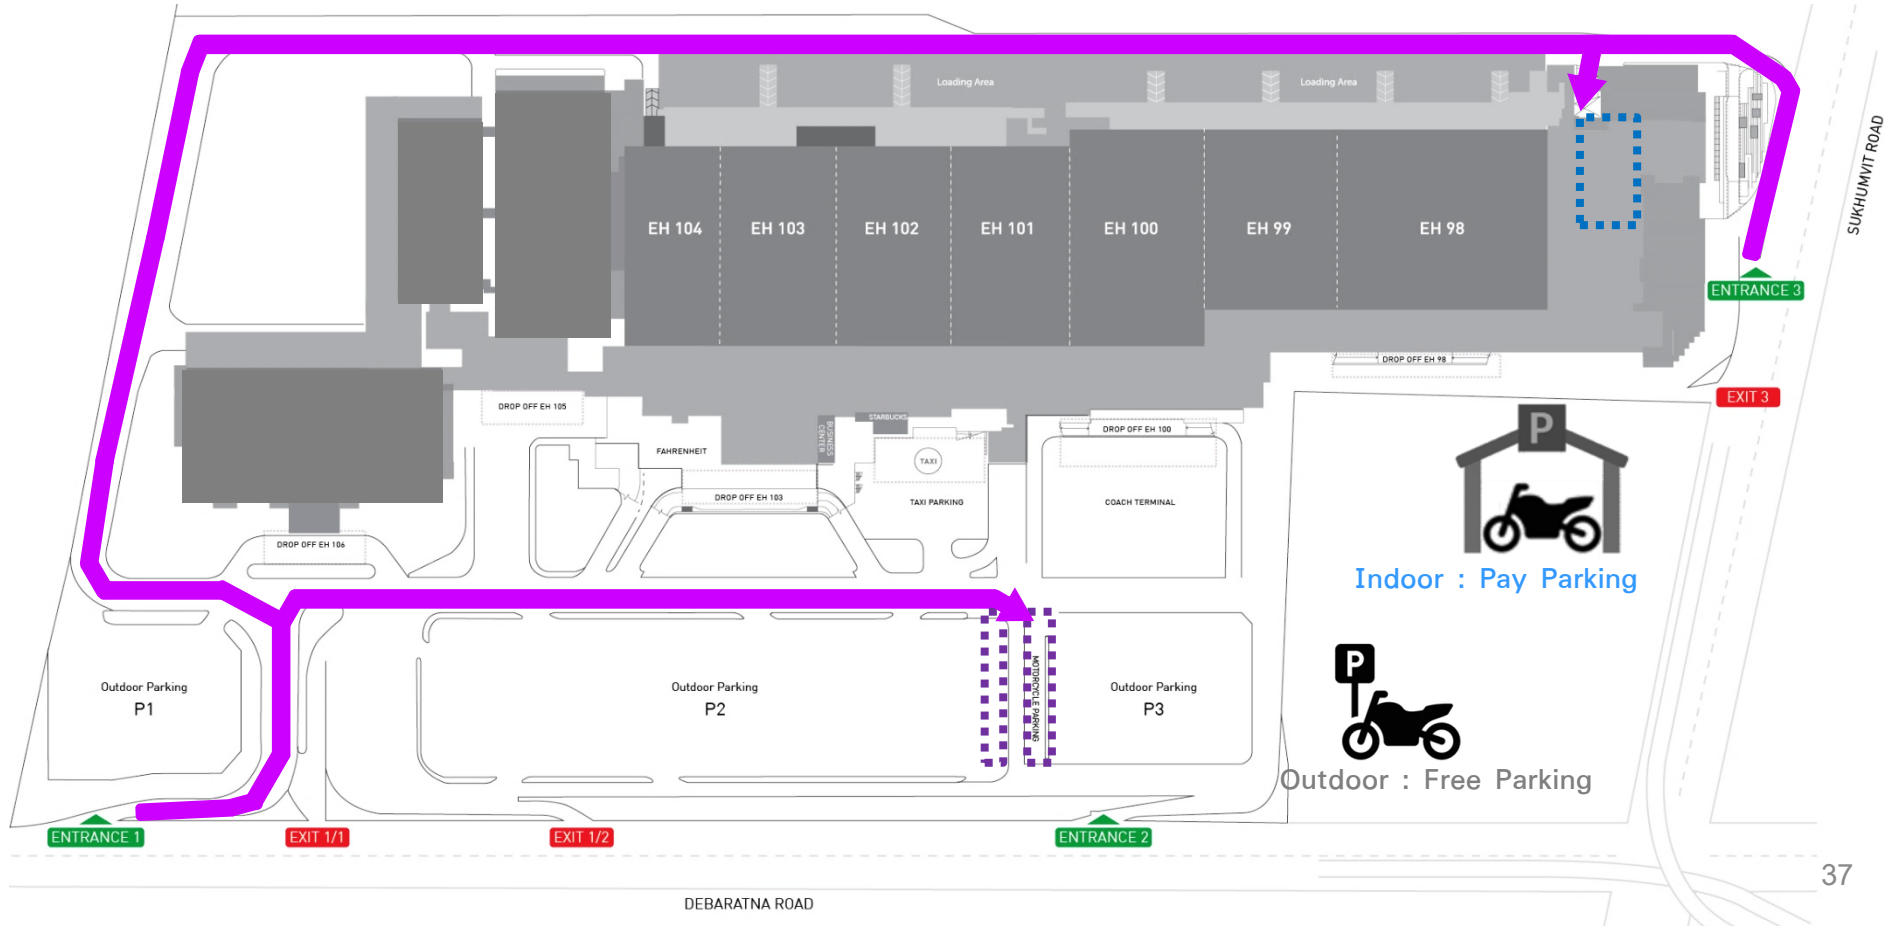 Loading Area
Loading Area
SUKHUMVIT ROAD
EH 104
EH 103
EH 102
EH 101
EH 100
EH 99
EH 98
ENTRANCE 3
DROP OFF EH 98
EXIT 3
DROP OFF EH 105
STARBUCKS
BUSINESS
CENTER
DROP OFF EH 100
P
FAHRENHEIT
TAXI
DROP OFF EH 103
TAXI PARKING
COACH TERMINAL
DROP OFF EH 106
Indoor : Pay Parking
P
Outdoor Parking
P1
Outdoor Parking
P2
MOTORCYCLE PARKING
Outdoor Parking
P3
Outdoor : Free Parking
ENTRANCE 1
EXIT 1/1
EXIT 1/2
ENTRANCE 2
37
DEBARATNA ROAD